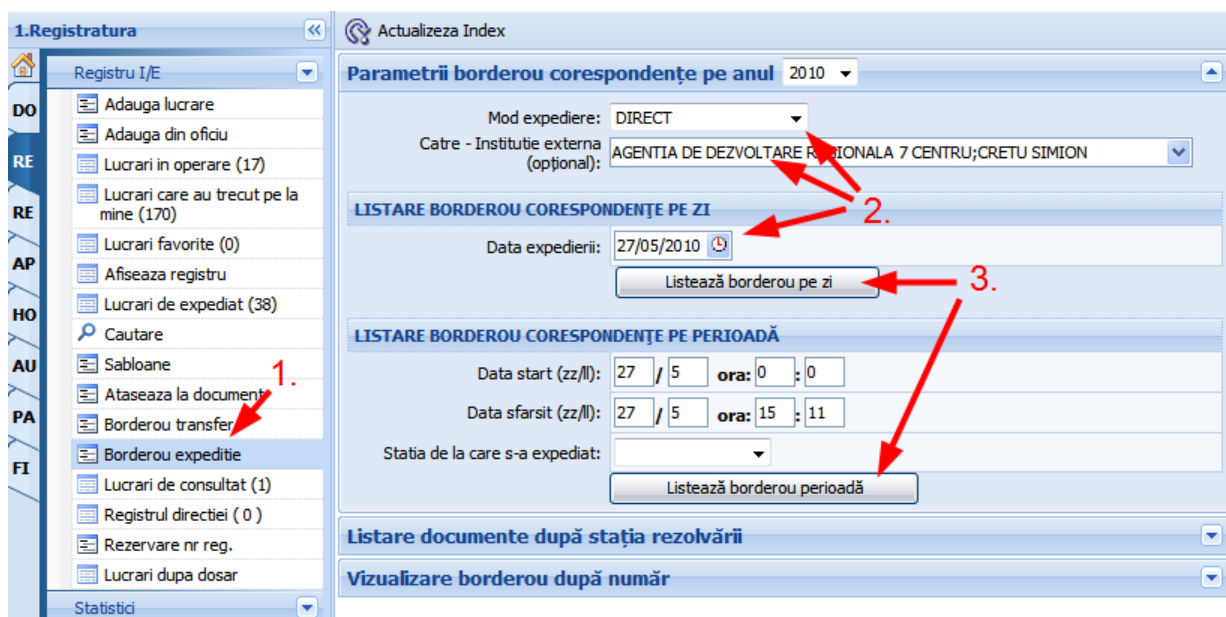 1.Registratura
Actualizeza Index
DO
RE
RE
AP
HO
AU
PA
FI
Registru I/E
Adauga lucrare
Adauga din oficiu
Lucrari in operare (17)
Lucrari care au trecut pe la
mine (170)
Lucrari favorite (0)
Afiseaza registru
Lucrari de expediat (38)
Cautare
Sabloane
1.
Ataseaza la document
Borderou transfer
Borderou expeditie
Lucrari de consultat (1)
Registrul directiei ( 0 )
Rezervare nr reg.
Lucrari dupa dosar
Statistici
Parametrii borderou corespondențe pe anul 2010
Mod expediere: DIRECT
Catre - Institutie externa
(opțional): AGENTIA DE DEZVOLTARE REGIONALA 7 CENTRU;CRETU SIMION
2.
LISTARE BORDEROU CORESPONDENȚE PE ZI
Data expedierii: 27/05/2010
Listează borderou pe zi
3.
LISTARE BORDEROU CORESPONDENȚE PE PERIOADĂ
Data start (zz/ll): 27 / 5 ora: 0 : 0
Data sfarsit (zz/ll): 27 / 5 ora: 15 : 11
Statia de la care s-a expediat:
Listează borderou perioadă
Listare documente după stația rezolvării
Vizualizare borderou după număr